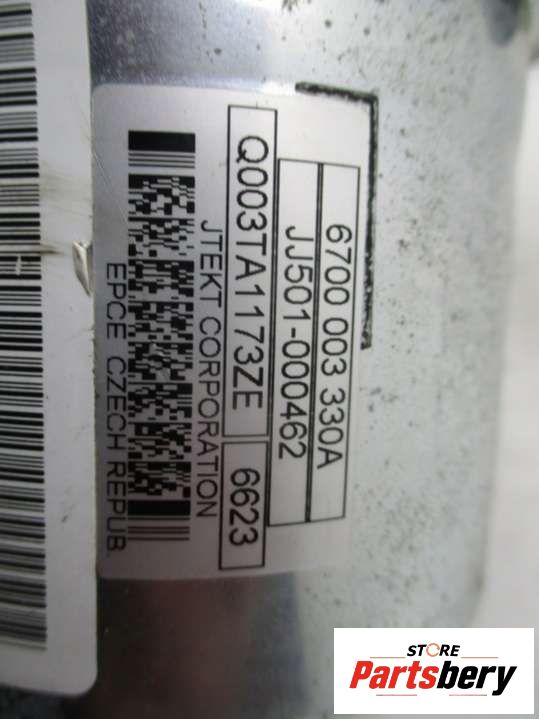 6700 003 330A
JJ501-000462
Q003TA1173ZE 6623
JTEKT CORPORATION
EPCE CZECH REPUB.
STORE
Partsbery